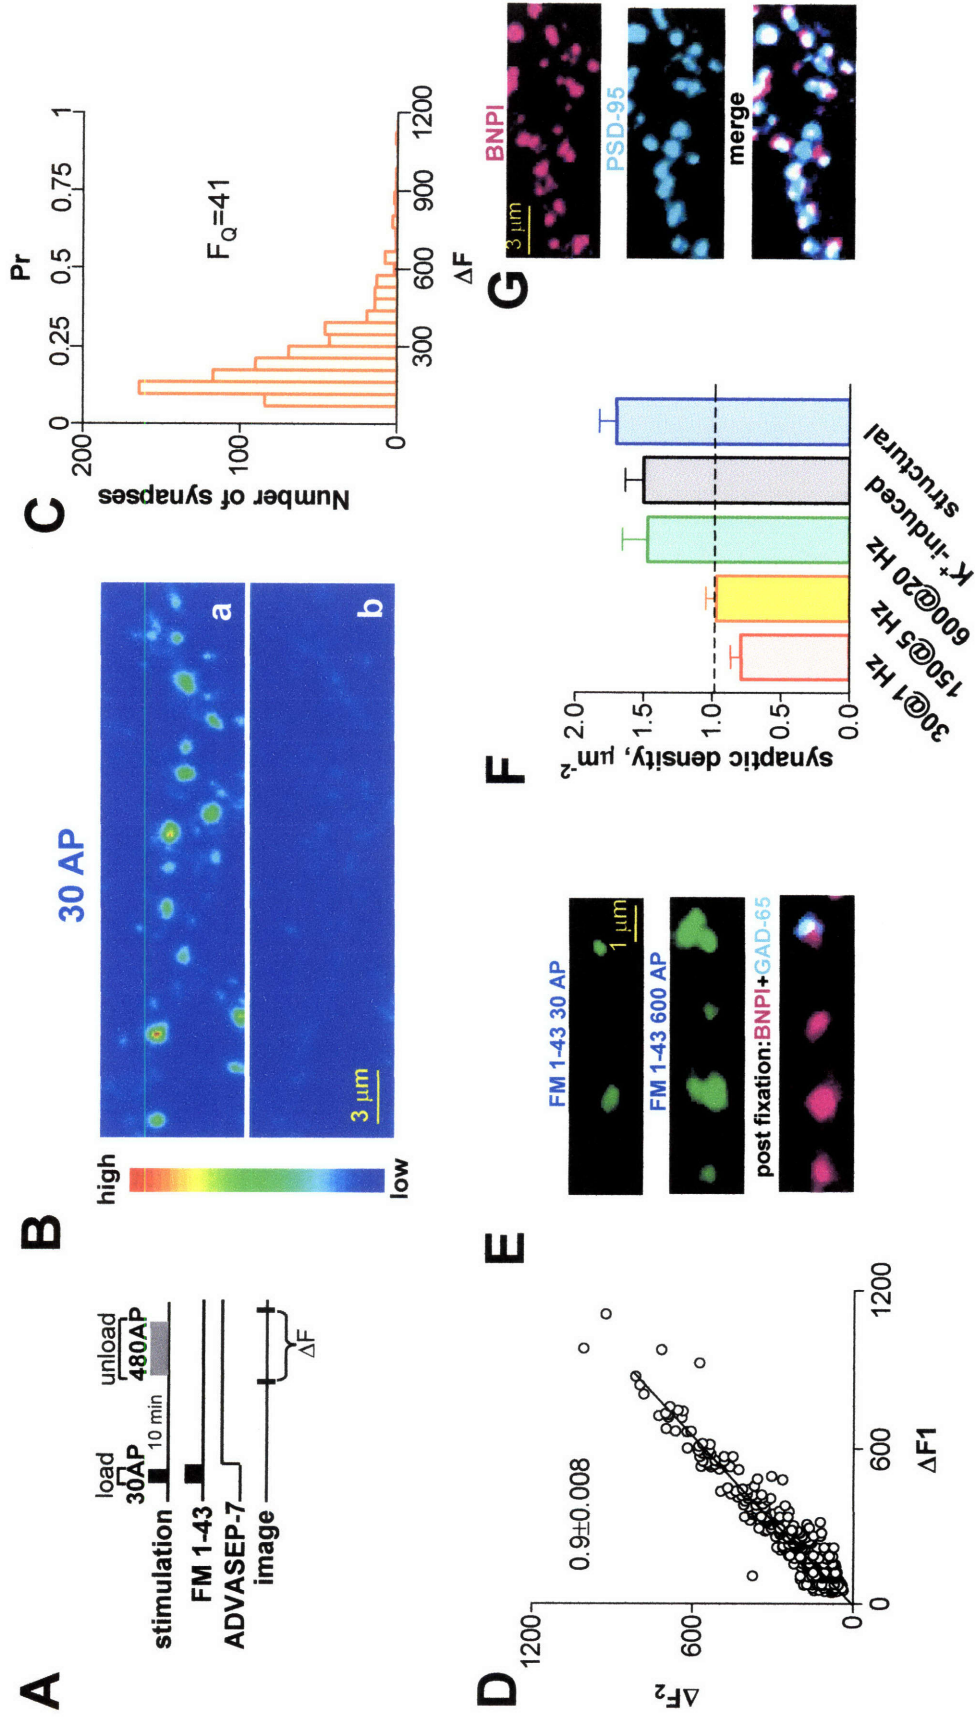 A
load
unload
30AP
480AP
10 min
stimulation
FM 1-43
ADVASEP-7
image
ΔF
B
30 AP
high
low
a
b
3 µm
C
Pr
0 0.25 0.5 0.75 1
200
100
0
Number of synapses
F_Q=41
300 600 900 1200
ΔF
D
1200
600
0
ΔF₂
0.9±0.008
0 600 1200
ΔF1
E
FM 1-43 30 AP
1 µm
FM 1-43 600 AP
post fixation:BNPI+GAD-65
F
2.0
1.5
1.0
0.5
0.0
synaptic density, µm⁻²
30@1 Hz
150@5 Hz
600@20 Hz
K⁺-induced
structural
G
BNPI
3 µm
PSD-95
merge